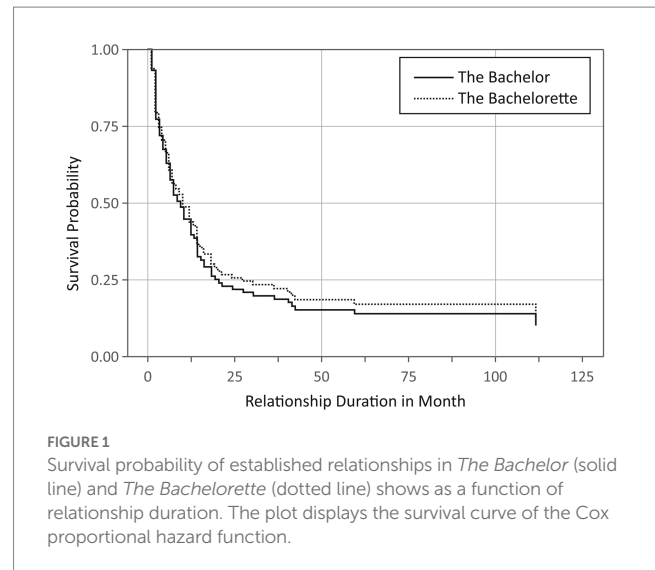 1.00
0.75
0.50
0.25
0.00
Survival Probability
The Bachelor
The Bachelorette
0
25
50
75
100
125
Relationship Duration in Month
FIGURE 1
Survival probability of established relationships in The Bachelor (solid
line) and The Bachelorette (dotted line) shows as a function of
relationship duration. The plot displays the survival curve of the Cox
proportional hazard function.